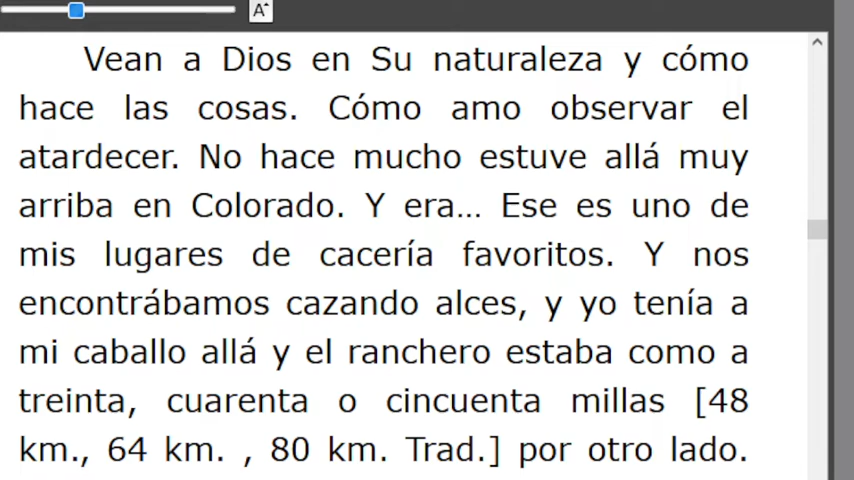 A
Vean a Dios en Su naturaleza y cómo
hace las cosas. Cómo amo observar el
atardecer. No hace mucho estuve allá muy
arriba en Colorado. Y era… Ese es uno de
mis lugares de cacería favoritos. Y nos
encontrábamos cazando alces, y yo tenía a
mi caballo allá y el ranchero estaba como a
treinta, cuarenta o cincuenta millas [48
km., 64 km. , 80 km. Trad.] por otro lado.